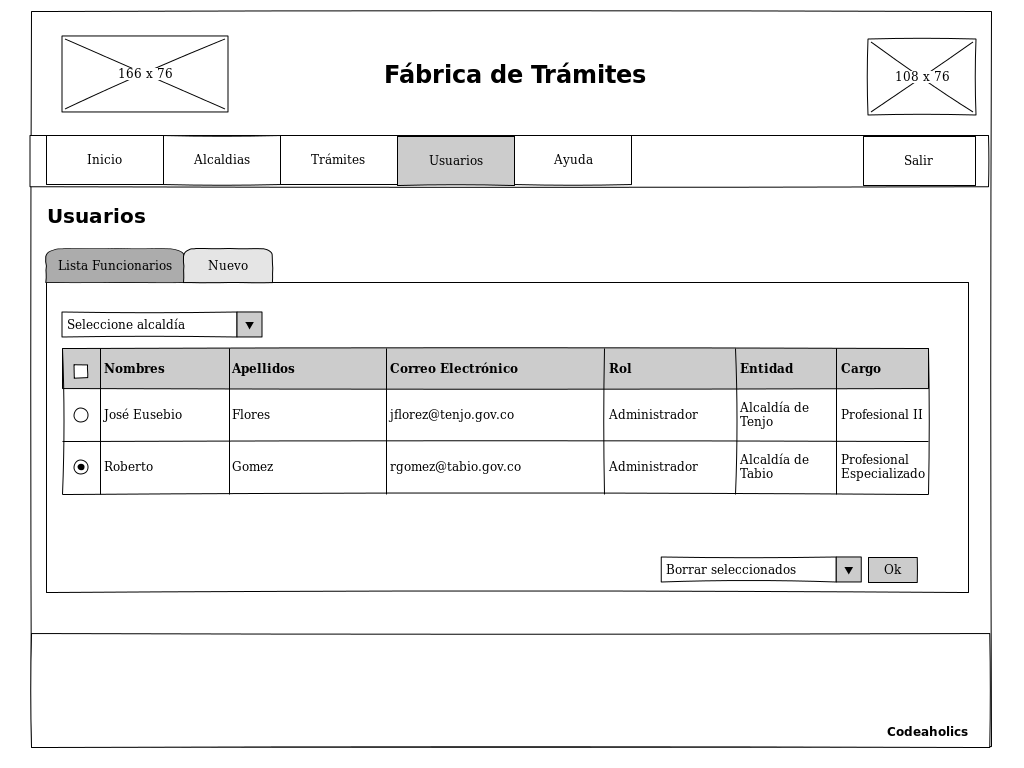 166 x 76
Fábrica de Trámites
108 x 76
Inicio
Alcaldias
Trámites
Usuarios
Ayuda
Salir
Usuarios
Lista Funcionarios
Nuevo
Seleccione alcaldía
Nombres
Apellidos
Correo Electrónico
Rol
Entidad
Cargo
José Eusebio
Flores
jflorez@tenjo.gov.co
Administrador
Alcaldía de
Tenjo
Profesional II
Roberto
Gomez
rgomez@tabio.gov.co
Administrador
Alcaldía de
Tabio
Profesional
Especializado
Borrar seleccionados
Ok
Codeaholics